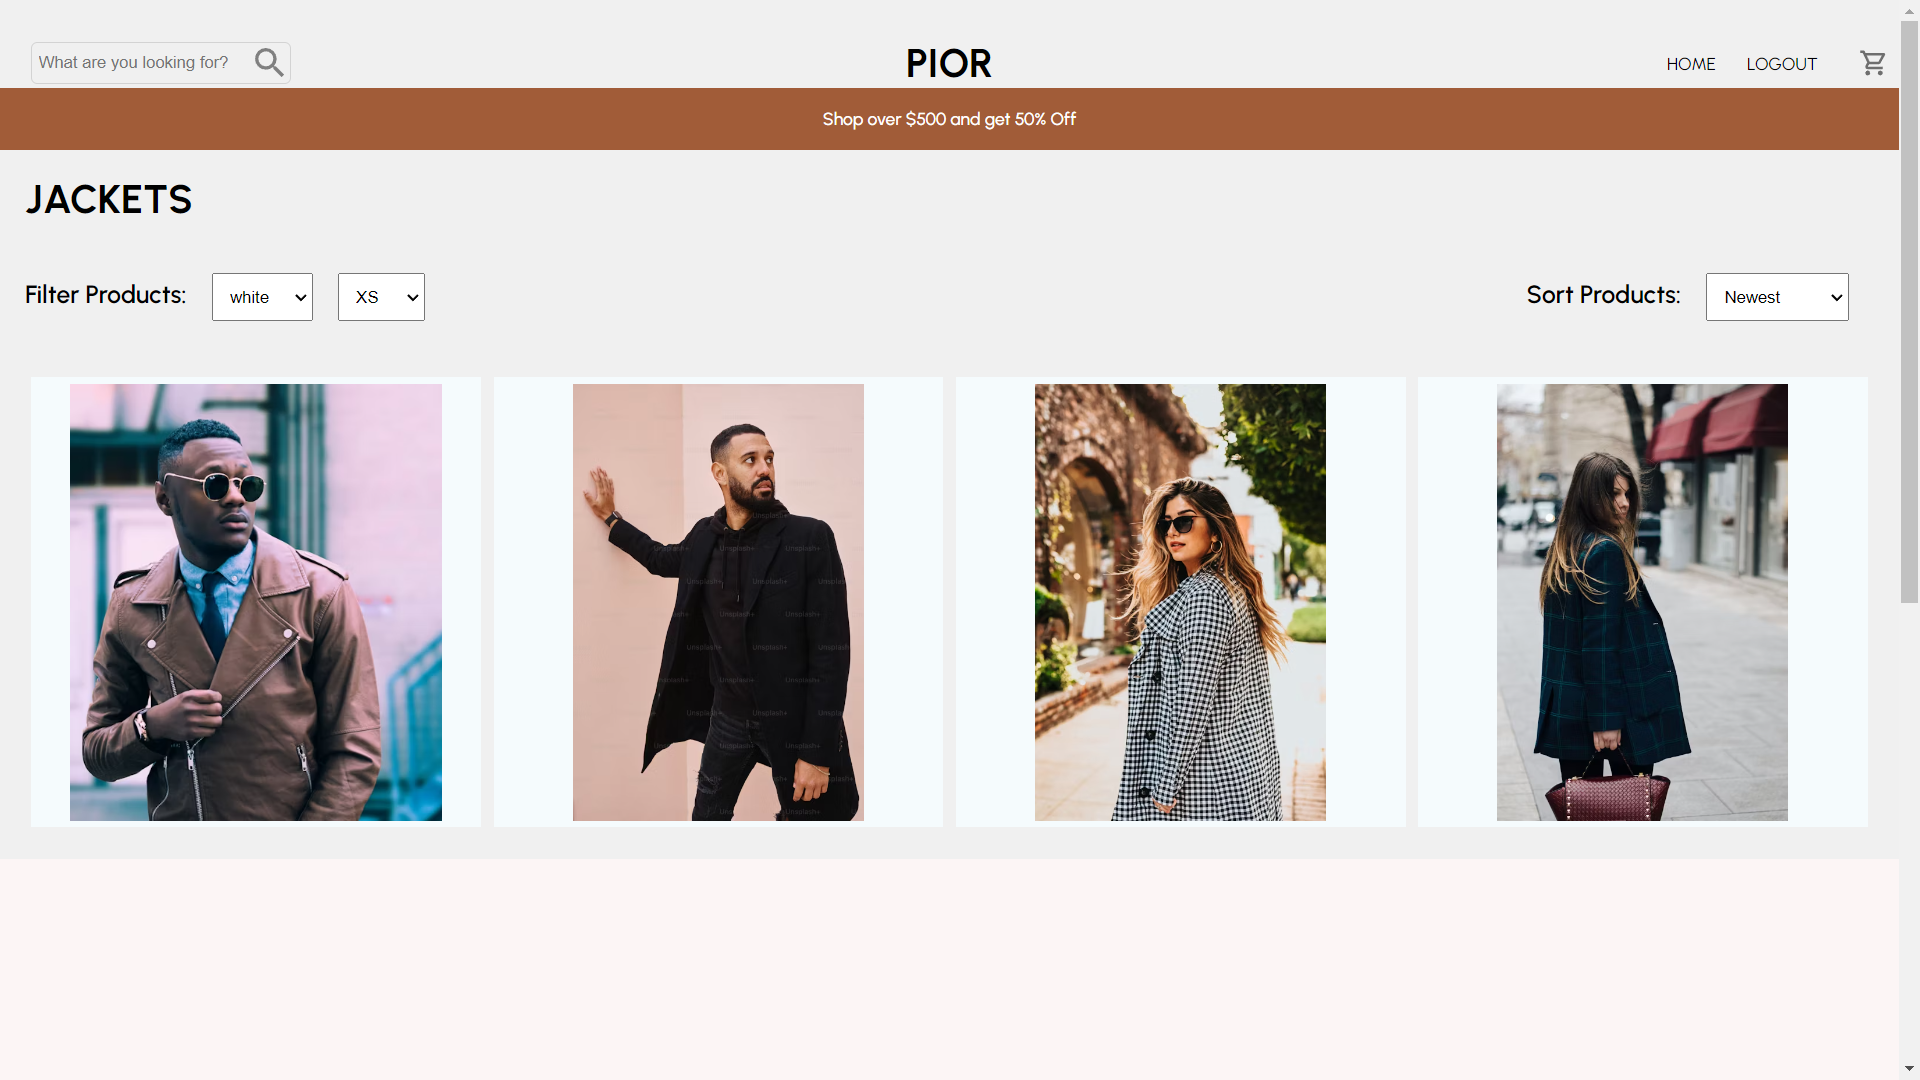 What are you looking for?
PIOR
HOME
LOGOUT
Shop over $500 and get 50% Off
JACKETS
Filter Products:
white
XS
Sort Products:
Newest
Unsplash+